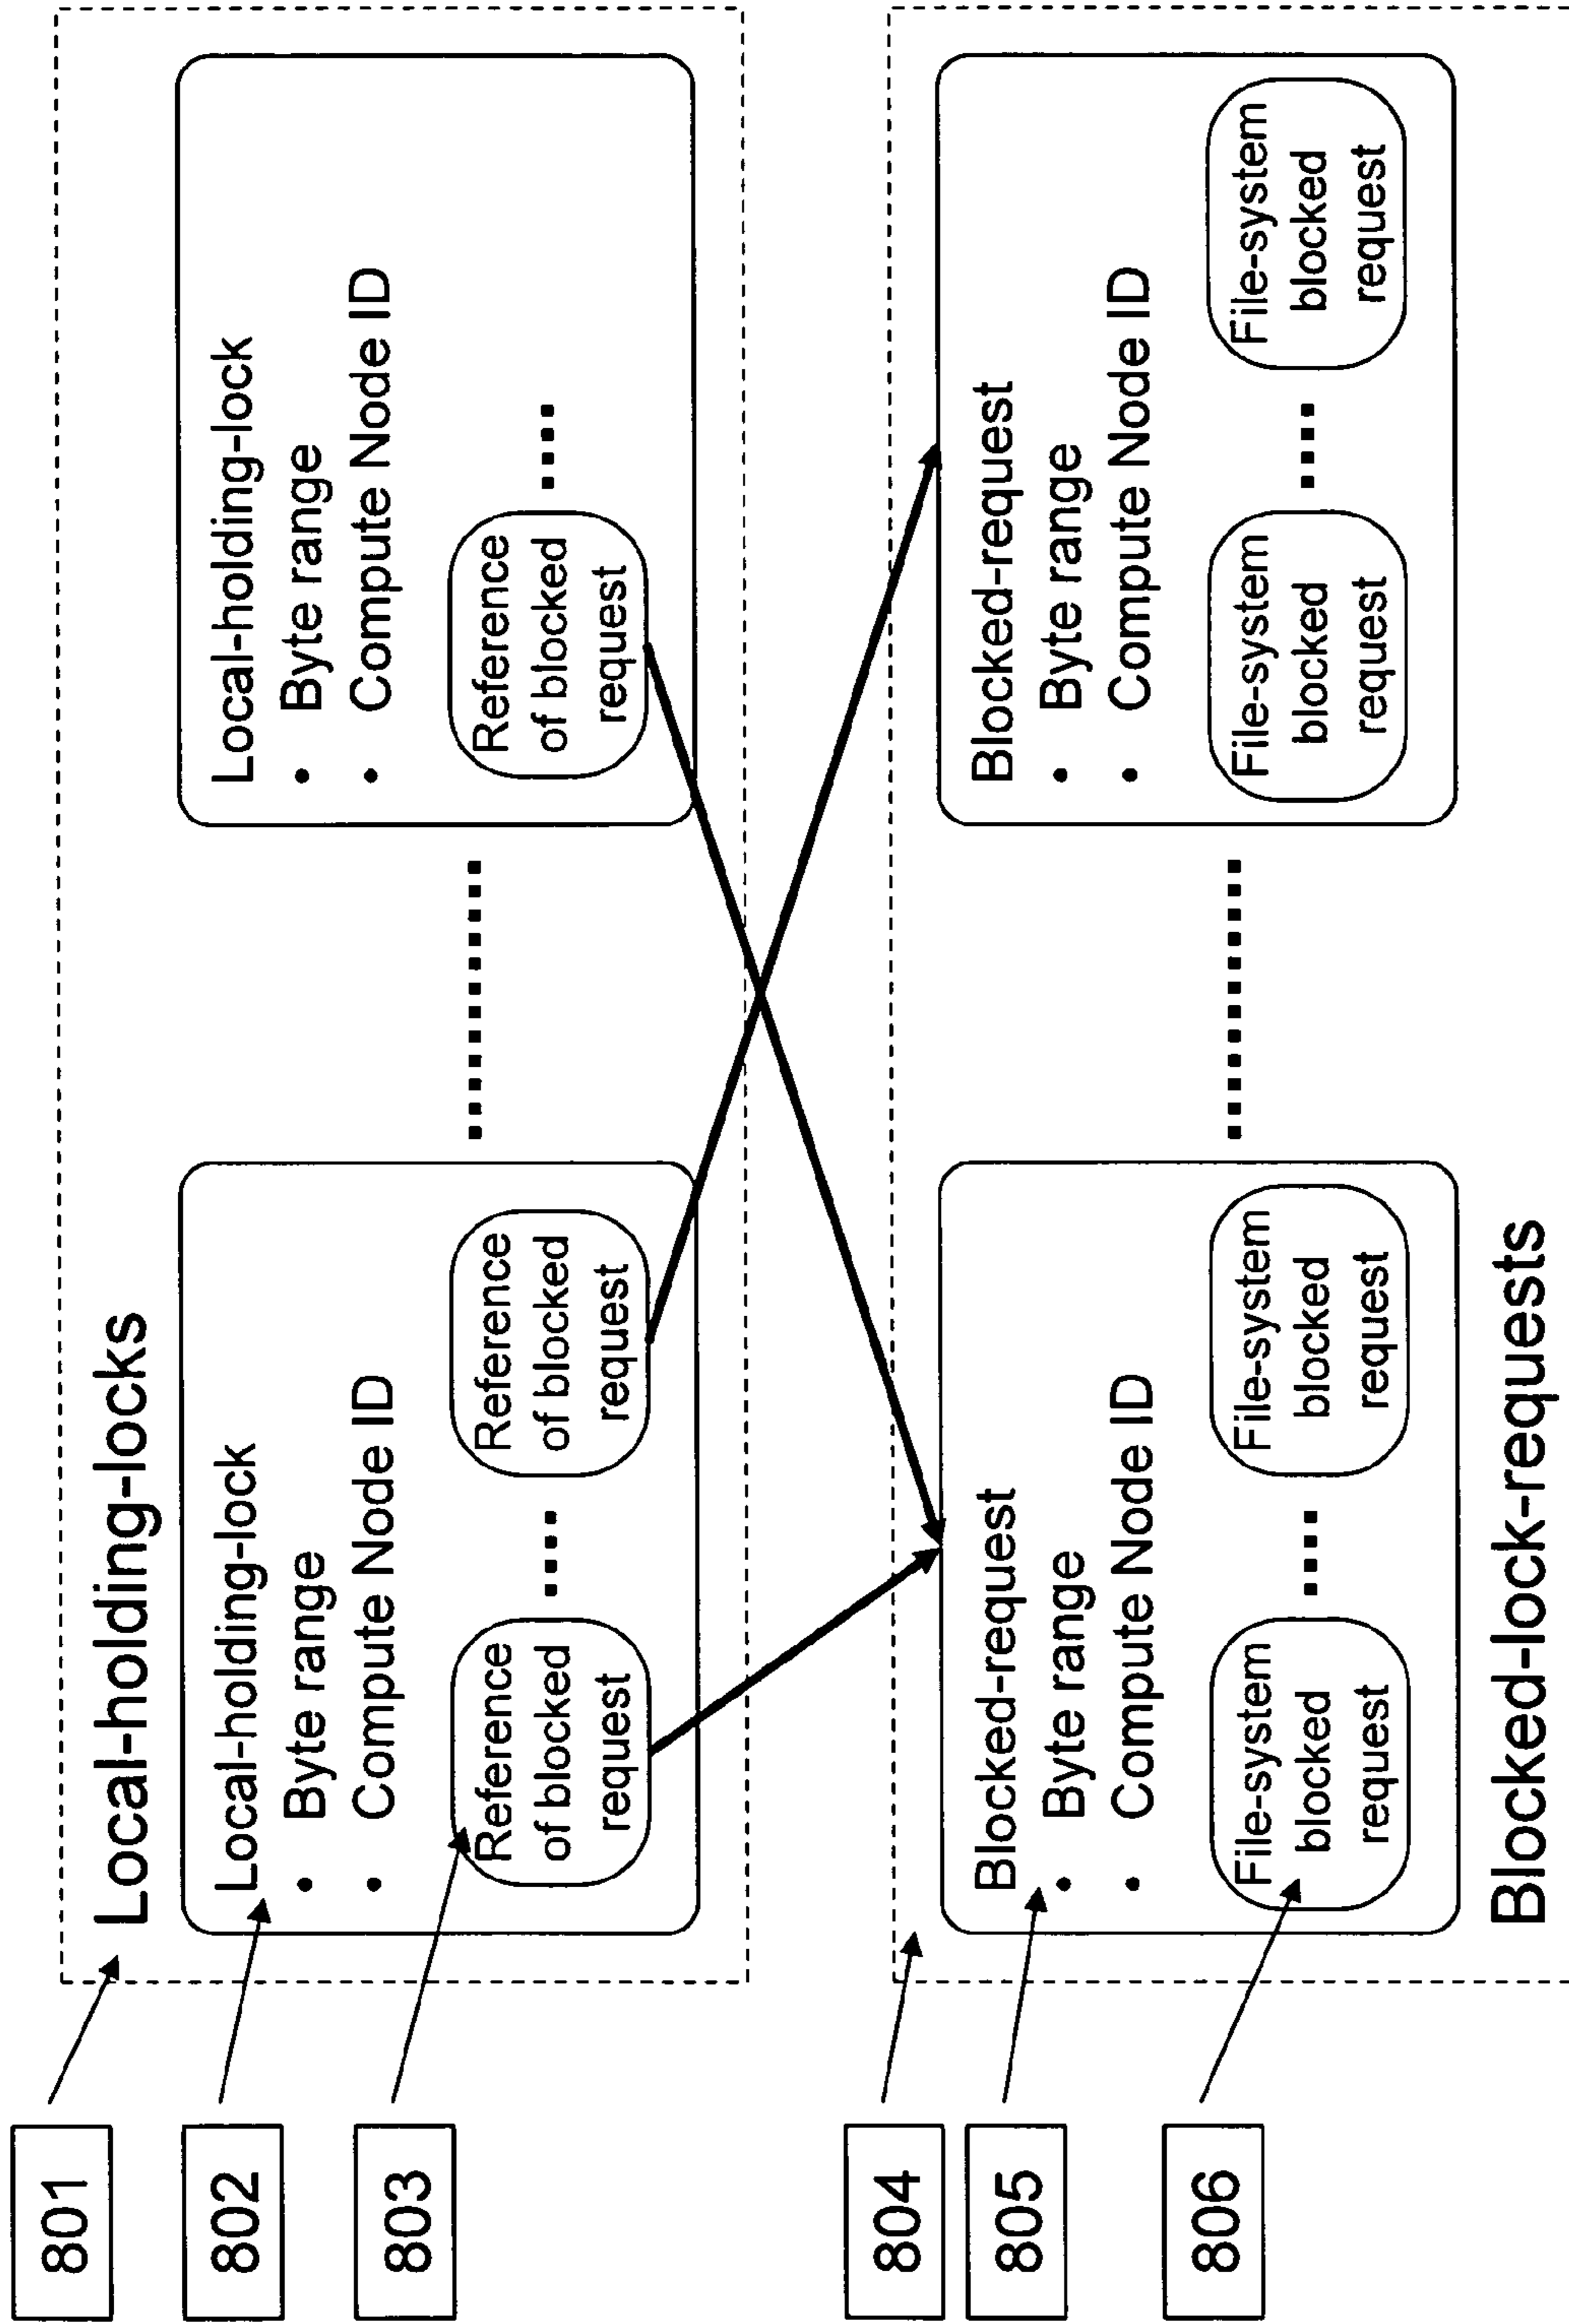 801
Local-holding-locks
802
Local-holding-lock
• Byte range
• Compute Node ID
803
Reference
of blocked
request
....
Reference
of blocked
request
............
Local-holding-lock
• Byte range
• Compute Node ID
Reference
of blocked
request
....
804
805
Blocked-request
• Byte range
• Compute Node ID
806
File-system
blocked
request
....
File-system
blocked
request
............
Blocked-request
• Byte range
• Compute Node ID
File-system
blocked
request
....
File-system
blocked
request
Blocked-lock-requests